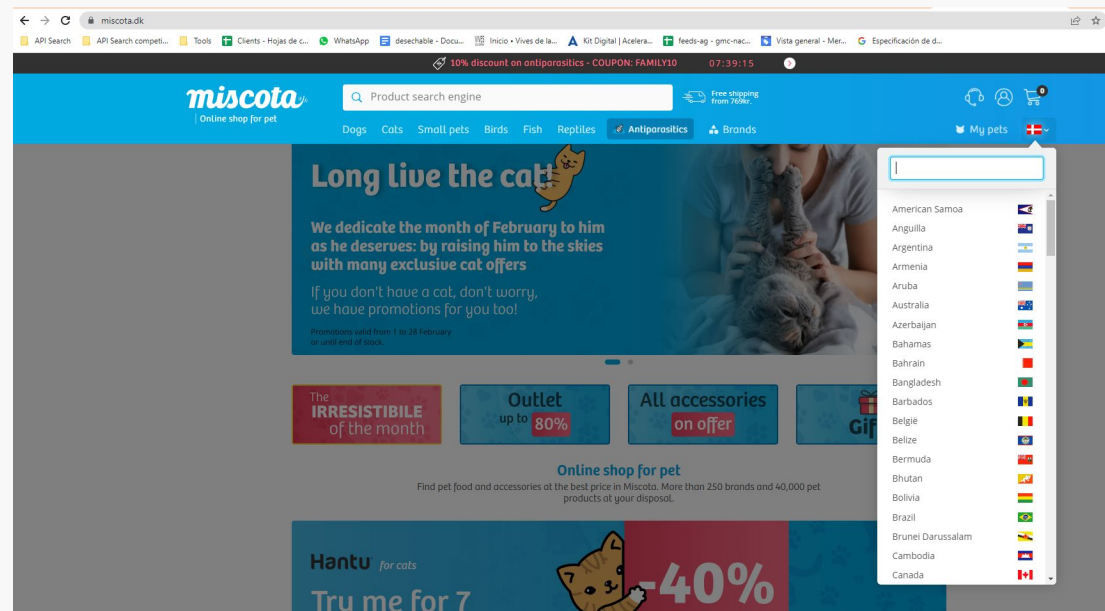 miscota.dk
API Search
API Search competi...
Tools
Clients - Hojas de c...
WhatsApp
desechable - Docu...
Inicio • Vives de la...
Kit Digital | Acelera...
feeds-ag - gmc-nac...
Vista general - Mer...
Especificación de d...
10% discount on antiparasitics - COUPON: FAMILY10
07:39:15
miscota
Online shop for pet
Product search engine
Free shipping
from 769kr.
0
Dogs
Cats
Small pets
Birds
Fish
Reptiles
Antiparasitics
Brands
My pets
Long live the cat!
We dedicate the month of February to him
as he deserves: by raising him to the skies
with many exclusive cat offers
If you don't have a cat, don't worry,
we have promotions for you too!
Promotions valid from 1 to 28 February
or until end of stock.
The
IRRESISTIBILE
of the month
Outlet
up to 80%
All accessories
on offer
Gif
Online shop for pet
Find pet food and accessories at the best price in Miscota. More than 250 brands and 40,000 pet
products at your disposal.
Hantu for cats
Try me for 7
-40%
American Samoa
Anguilla
Argentina
Armenia
Aruba
Australia
Azerbaijan
Bahamas
Bahrain
Bangladesh
Barbados
België
Belize
Bermuda
Bhutan
Bolivia
Brazil
Brunei Darussalam
Cambodia
Canada